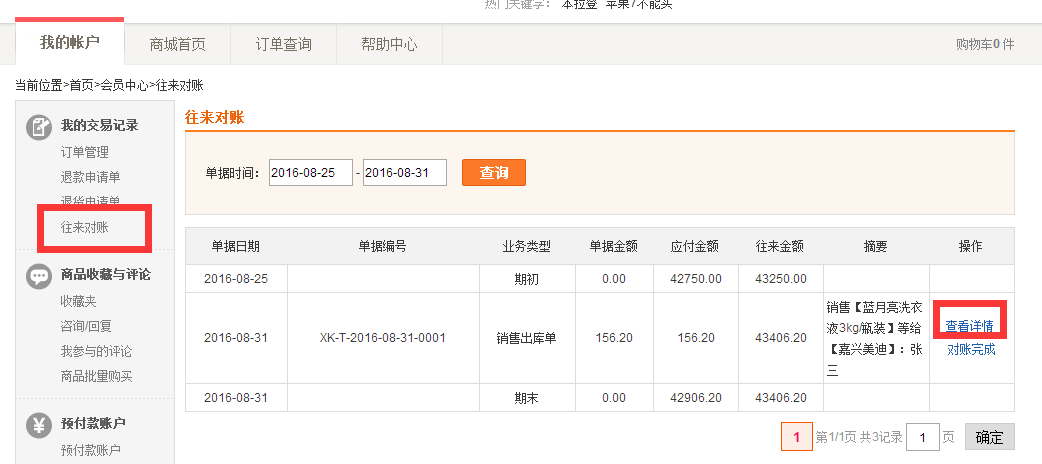 热门关键字： 本拉登 苹果7不能买
我的帐户 商城首页 订单查询 帮助中心 购物车0 件
当前位置>首页>会员中心>往来对账
我的交易记录
订单管理
退款申请单
退货申请单
往来对账
商品收藏与评论
收藏夹
咨询/回复
我参与的评论
商品批量购买
预付款账户
预付款账户
往来对账
单据时间： 2016-08-25 - 2016-08-31 查询
单据日期 单据编号 业务类型 单据金额 应付金额 往来金额 摘要 操作
2016-08-25 期初 0.00 42750.00 43250.00
2016-08-31 XK-T-2016-08-31-0001 销售出库单 156.20 156.20 43406.20
销售【蓝月亮洗衣
液3kg/瓶装】等给
【嘉兴美迪】：张
三
查看详情
对账完成
2016-08-31 期末 0.00 42906.20 43406.20
1 第1/1页 共3记录 1 页 确定